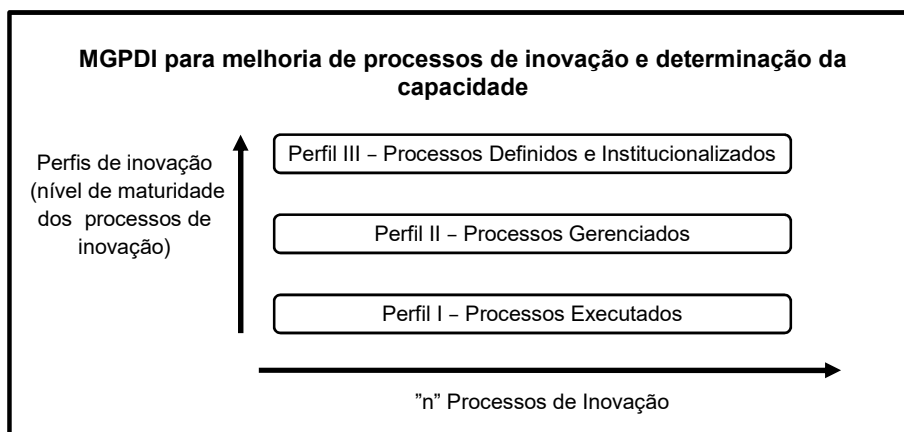 MGPDI para melhoria de processos de inovação e determinação da
capacidade
Perfis de inovação
(nível de maturidade
dos processos de
inovação)
Perfil III – Processos Definidos e Institucionalizados
Perfil II – Processos Gerenciados
Perfil I – Processos Executados
”n” Processos de Inovação